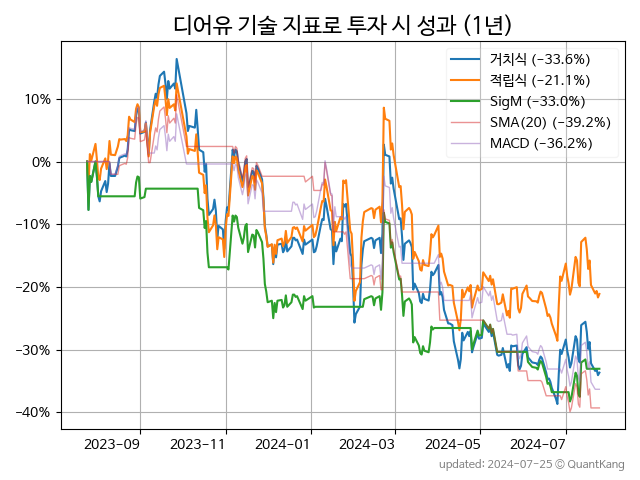 디어유 기술 지표로 투자 시 성과 (1년)
거치식 (−33.6%)
적립식 (−21.1%)
SigM (−33.0%)
SMA(20) (−39.2%)
MACD (−36.2%)
10%
0%
−10%
−20%
−30%
−40%
2023−09
2023−11
2024−01
2024−03
2024−05
2024−07
updated: 2024−07−25 © QuantKang